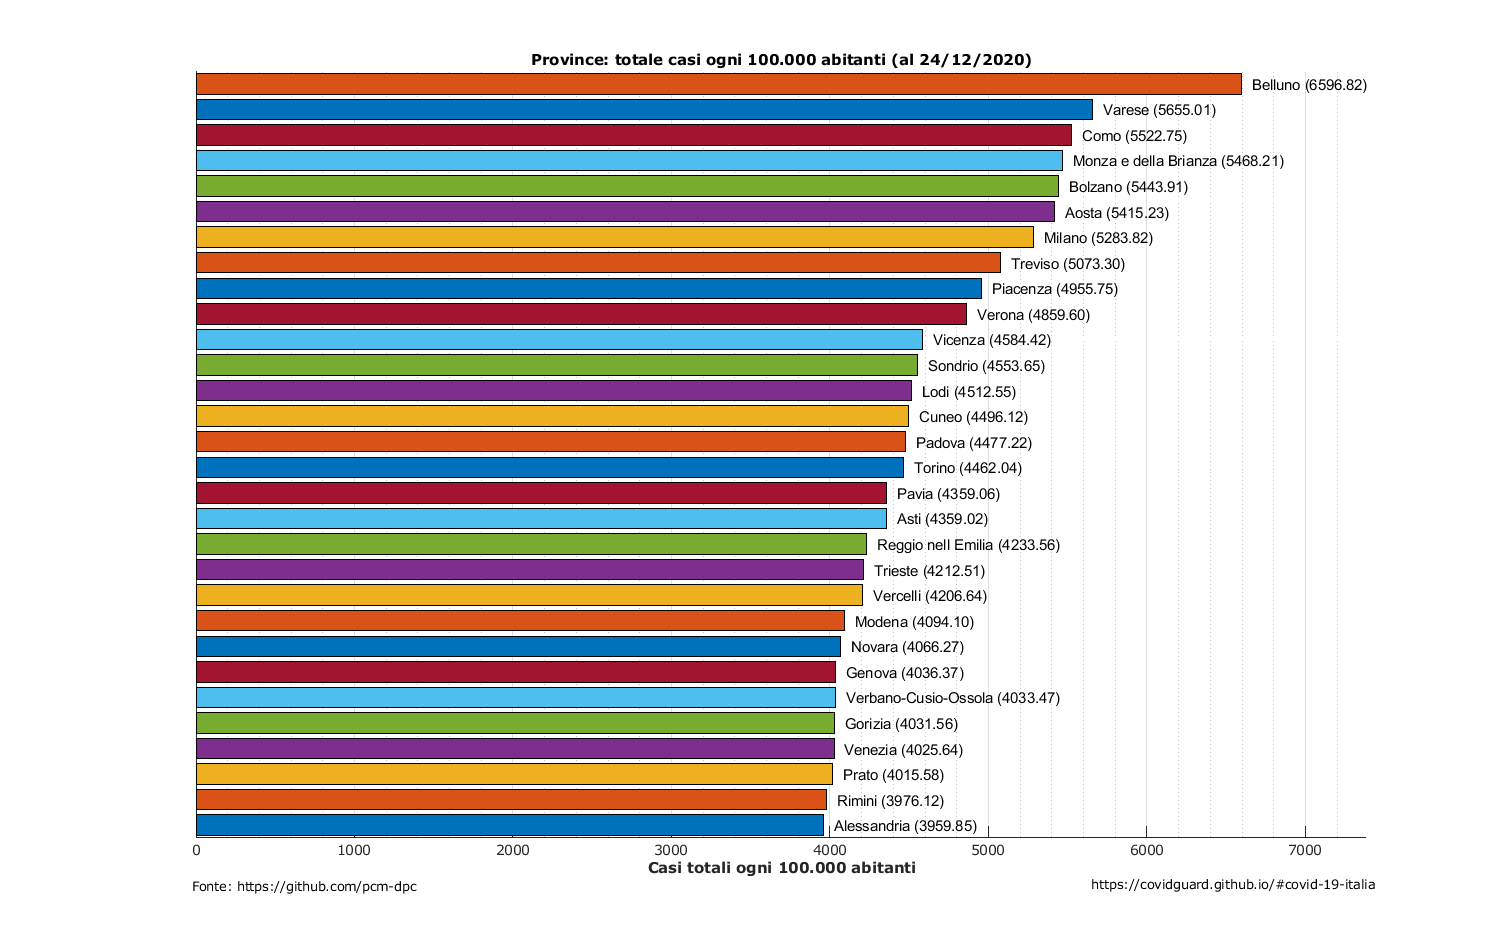 Province: totale casi ogni 100.000 abitanti (al 24/12/2020)
Belluno (6596.82)
Varese (5655.01)
Como (5522.75)
Monza e della Brianza (5468.21)
Bolzano (5443.91)
Aosta (5415.23)
Milano (5283.82)
Treviso (5073.30)
Piacenza (4955.75)
Verona (4859.60)
Vicenza (4584.42)
Sondrio (4553.65)
Lodi (4512.55)
Cuneo (4496.12)
Padova (4477.22)
Torino (4462.04)
Pavia (4359.06)
Asti (4359.02)
Reggio nell Emilia (4233.56)
Trieste (4212.51)
Vercelli (4206.64)
Modena (4094.10)
Novara (4066.27)
Genova (4036.37)
Verbano-Cusio-Ossola (4033.47)
Gorizia (4031.56)
Venezia (4025.64)
Prato (4015.58)
Rimini (3976.12)
Alessandria (3959.85)
0 1000 2000 3000 4000 5000 6000 7000
Casi totali ogni 100.000 abitanti
Fonte: https://github.com/pcm-dpc
https://covidguard.github.io/#covid-19-italia